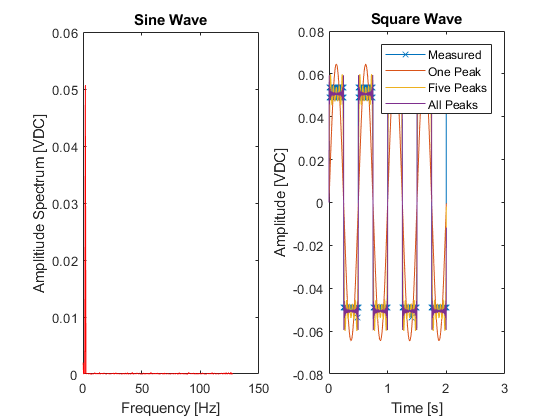 Sine Wave
0.06
0.05
0.04
0.03
0.02
0.01
0
0
50
100
150
Amplitiude Spectrum [VDC]
Frequency [Hz]
Square Wave
0.08
0.06
0.04
0.02
0
-0.02
-0.04
-0.06
-0.08
0
1
2
3
Amplitude [VDC]
Time [s]
Measured
One Peak
Five Peaks
All Peaks